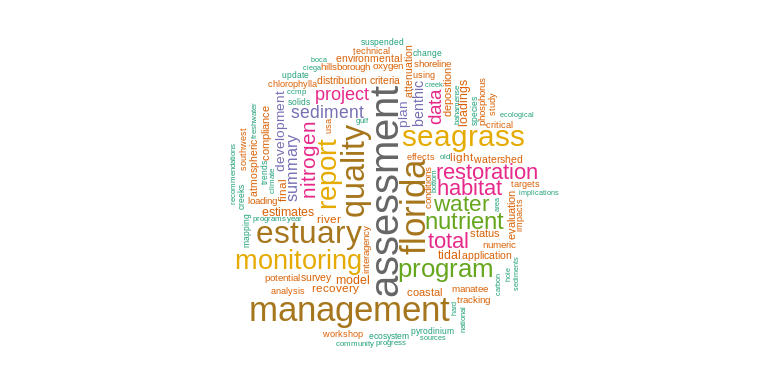 suspended
technical
change
boca
environmental
ciega
hillsborough
oxygen
attenuation
shoreline
update
distribution
criteria
using
chlorophylla
ccmp
project
creek
deposition
solids
sediment
gulf
plan
benthic
data
loadings
phosphorus
species
study
ecological
critical
freshwater
compliance
development
usa
assessment
seagrass
southwest
atmospheric
trends
climate
summary
nitrogen
report
quality
effects
old
light
watershed
recommendations
creeks
final
florida
conditions
bottom
restoration
habitat
targets
implications
loading
estimates
water
area
impacts
evaluation
programs
year
river
nutrient
mapping
estuary
interagency
total
status
numeric
monitoring
tidal
application
program
potential
survey
model
carbon
hole
sediments
analysis
recovery
coastal
manatee
tracking
management
hard
national
workshop
ecosystem
pyrodinium
sources
community
progress